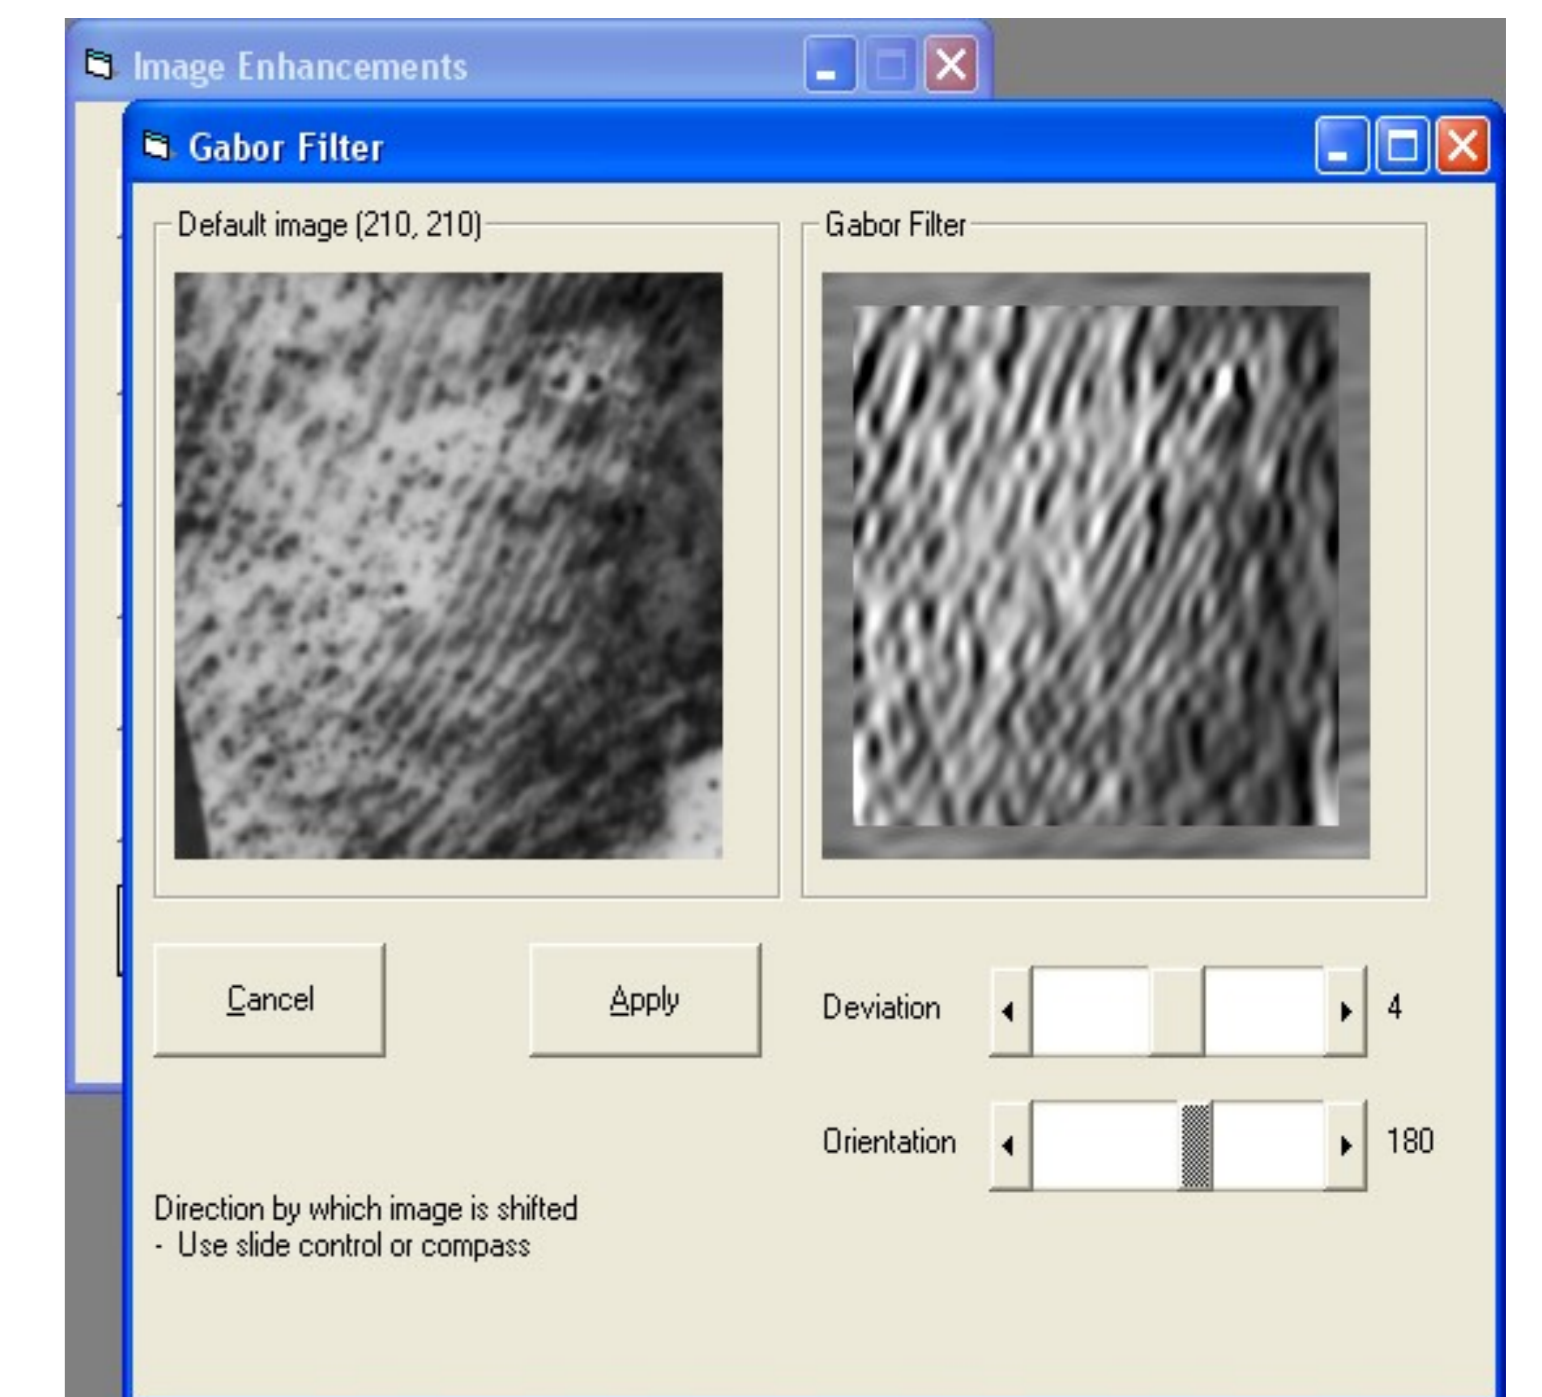 Image Enhancements
Gabor Filter
Default image (210, 210)
Gabor Filter
Cancel
Apply
Deviation
4
Orientation
180
Direction by which image is shifted
- Use slide control or compass